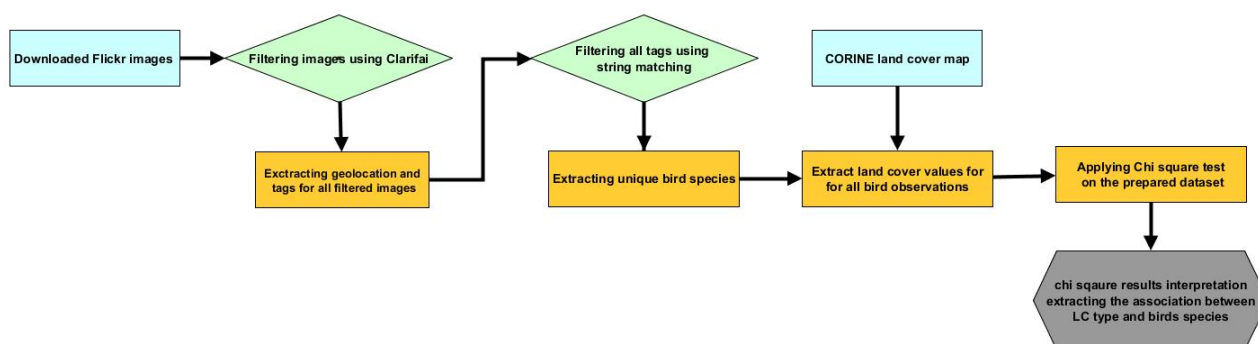 Downloaded Flickr images
Filtering images using Clarifai
Exctracting geolocation and
tags for all filtered images
Filtering all tags using
string matching
Extracting unique bird species
CORINE land cover map
Extract land cover values for
for all bird observations
Applying Chi square test
on the prepared dataset
chi sqaure results interpretation
extracting the association between
LC type and birds species